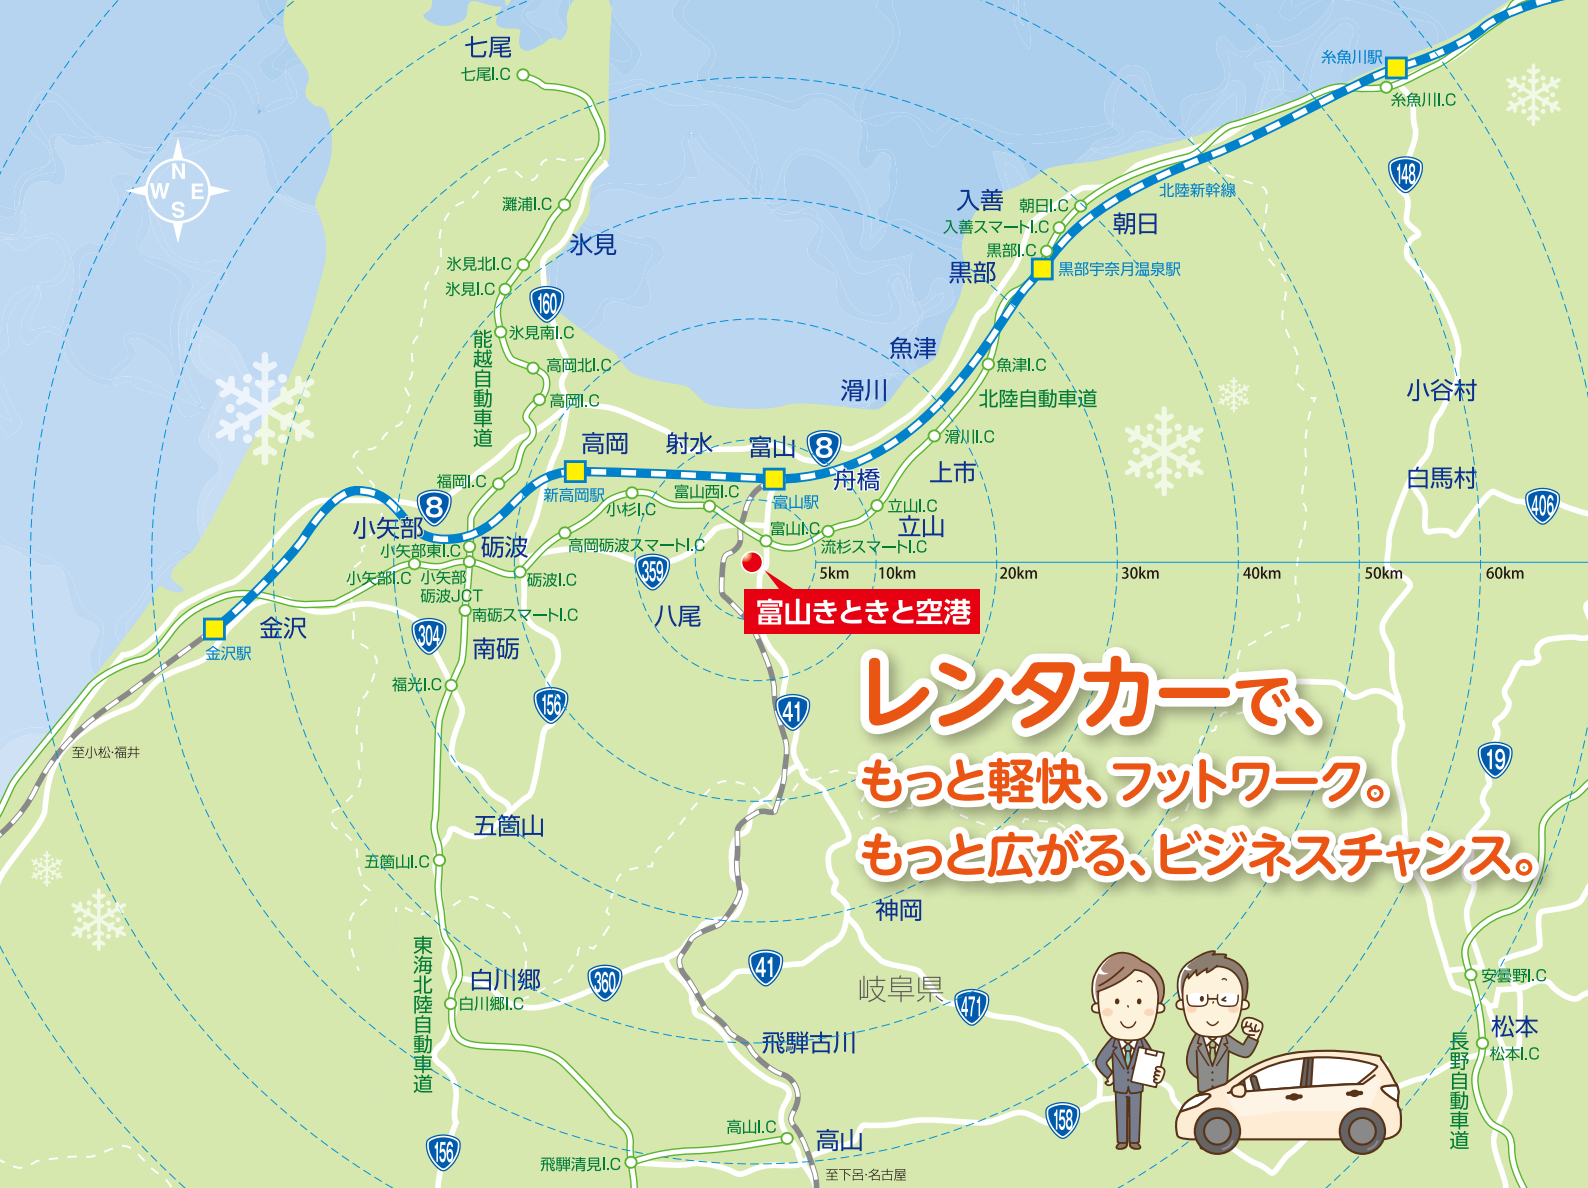 七尾
七尾I.C
糸魚川駅
糸魚川I.C
N
W E
S
148
北陸新幹線
灘浦I.C
入善
朝日I.C
入善スマートI.C
朝日
黒部I.C
氷見
氷見北I.C
黒部
黒部宇奈月温泉駅
氷見I.C
160
氷見南I.C
能越自動車道
魚津
高岡北I.C
魚津I.C
滑川
小谷村
高岡I.C
北陸自動車道
高岡
射水
富山
8
滑川I.C
上市
福岡I.C
新高岡駅
富山西I.C
富山駅
舟橋
白馬村
406
8
小杉I.C
立山I.C
小矢部
富山I.C
立山
小矢部東I.C
砺波
高岡砺波スマートI.C
流杉スマートI.C
小矢部I.C
小矢部
砺波JCT
砺波I.C
359
5km
10km
20km
30km
40km
50km
60km
富山きときと空港
南砺スマートI.C
八尾
金沢
金沢駅
304
南砺
福光I.C
156
41
レンタカーで、
もっと軽快、フットワーク。
もっと広がる、ビジネスチャンス。
至小松・福井
19
五箇山
五箇山I.C
神岡
東海北陸自動車道
白川郷
白川郷I.C
360
41
岐阜県
471
安曇野I.C
飛騨古川
松本
松本I.C
長野自動車道
158
156
高山I.C
高山
飛騨清見I.C
至下呂・名古屋